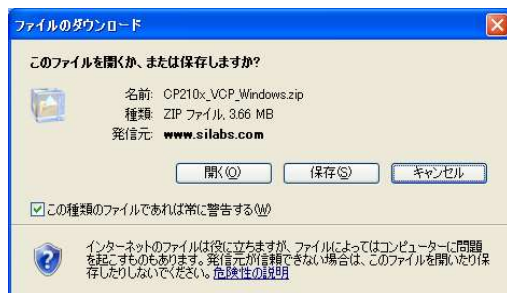 ファイルのダウンロード
このファイルを開くか、または保存しますか?
名前: CP210x_VCP_Windows.zip
種類: ZIP ファイル, 3.66 MB
発信元: www.silabs.com
開く(O) 保存(S) キャンセル
この種類のファイルであれば常に警告する(W)
インターネットのファイルは役に立ちますが、ファイルによってはコンピューターに問題
を起こすものもあります。発信元が信頼できない場合は、このファイルを開いたり保
存したりしないでください。危険性の説明